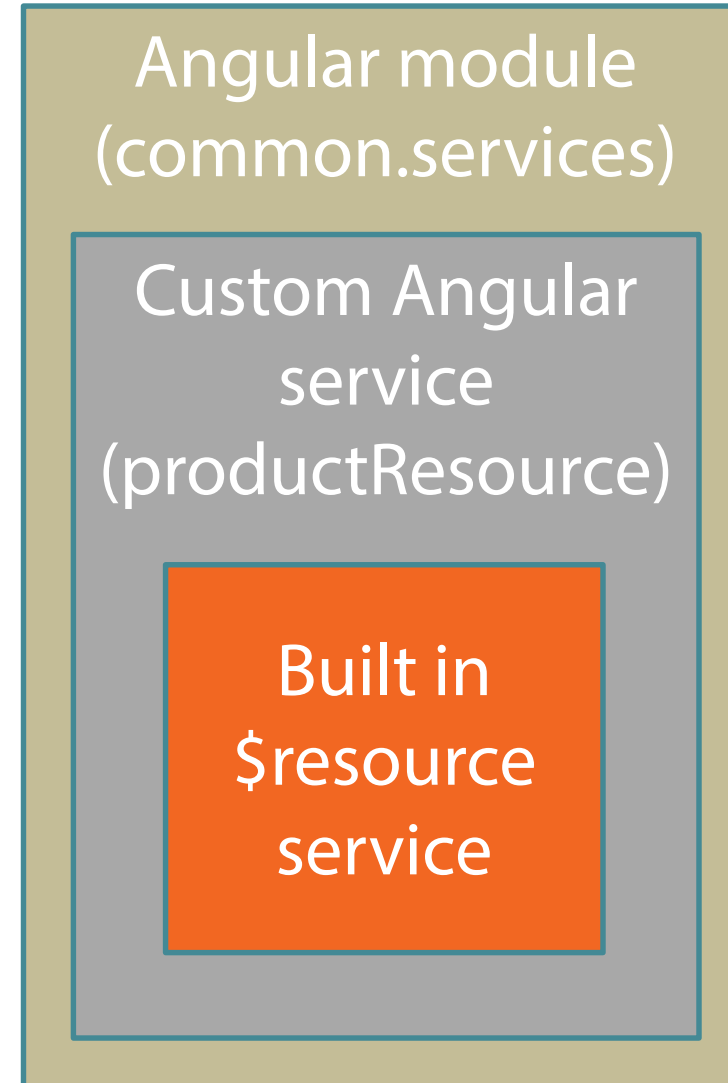 Angular module
(common.services)
Custom Angular
service
(productResource)
Built in
$resource
service